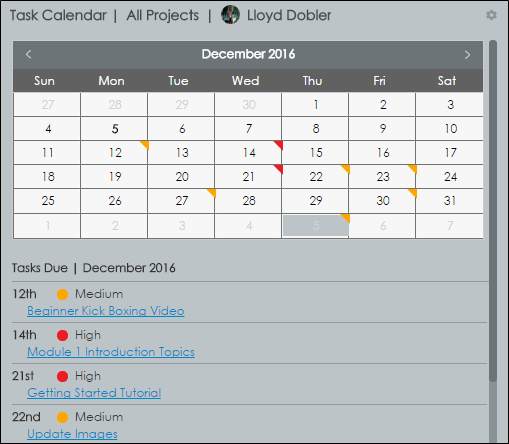 Task Calendar | All Projects | Lloyd Dobler
December 2016
Sun Mon Tue Wed Thu Fri Sat
27 28 29 30 1 2 3
4 5 6 7 8 9 10
11 12 13 14 15 16 17
18 19 20 21 22 23 24
25 26 27 28 29 30 31
1 2 3 4 5 6 7
Tasks Due | December 2016
12th Medium
Beginner Kick Boxing Video
14th High
Module 1 Introduction Topics
21st High
Getting Started Tutorial
22nd Medium
Update Images